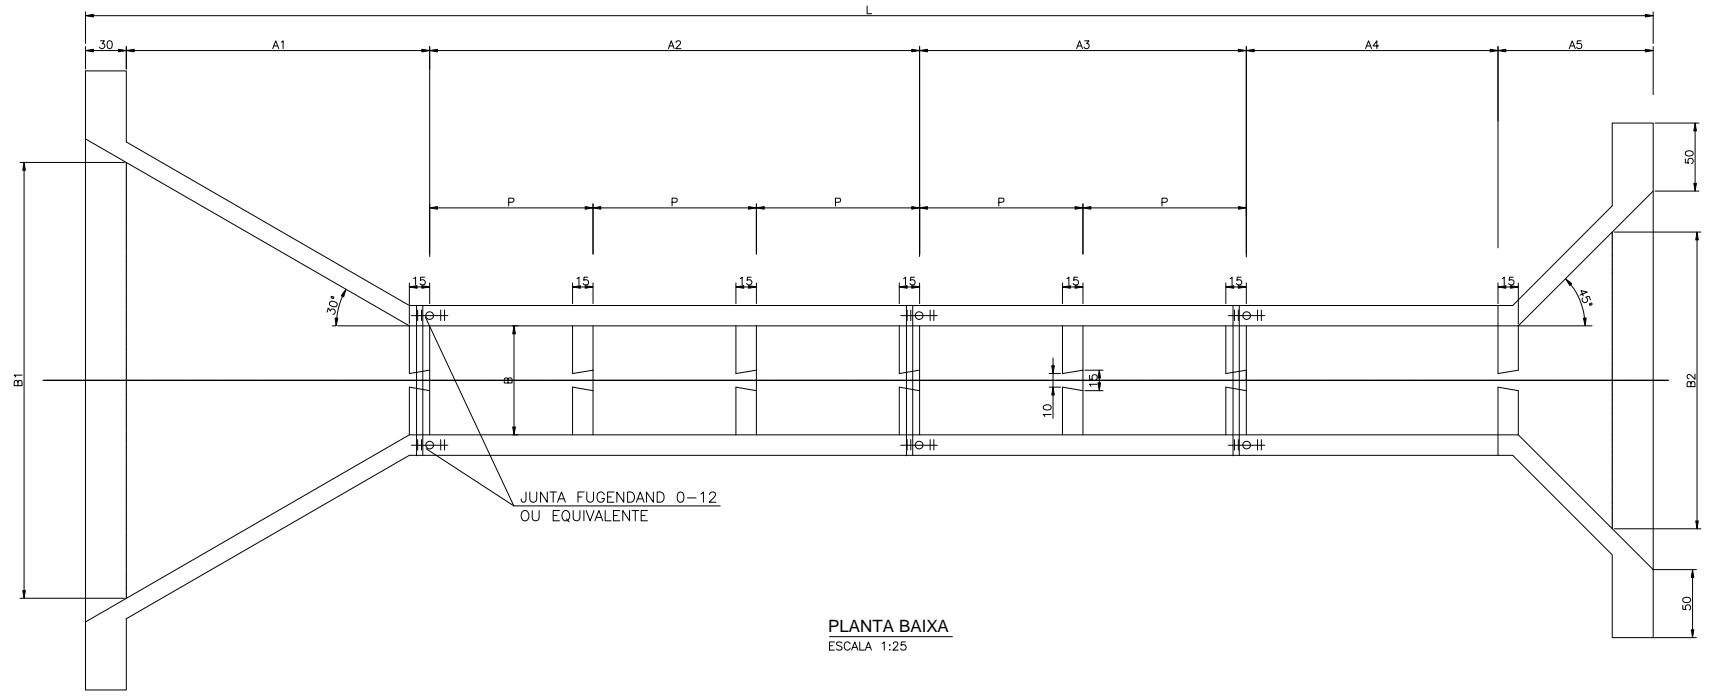 L
30
A1
A2
A3
A4
A5
50
P
P
P
P
P
15
15
15
15
15
15
15
30°
45°
B1
B
10
15
B2
JUNTA FUGENDAND O-12
OU EQUIVALENTE
50
PLANTA BAIXA
ESCALA 1:25